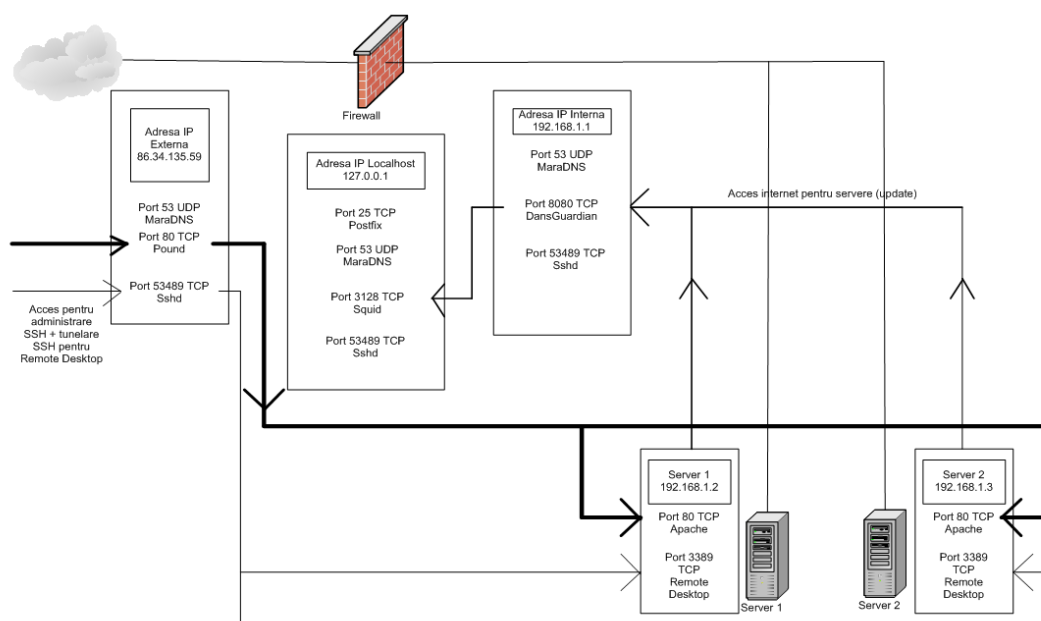 Firewall
Adresa IP
Externa
86.34.135.59
Port 53 UDP
MaraDNS
Port 80 TCP
Pound
Port 53489 TCP
Sshd
Acces pentru
administrare
SSH + tunelare
SSH pentru
Remote Desktop
Adresa IP Localhost
127.0.0.1
Port 25 TCP
Postfix
Port 53 UDP
MaraDNS
Port 3128 TCP
Squid
Port 53489 TCP
Sshd
Adresa IP Interna
192.168.1.1
Port 53 UDP
MaraDNS
Port 8080 TCP
DansGuardian
Port 53489 TCP
Sshd
Acces internet pentru servere (update)
Server 1
192.168.1.2
Port 80 TCP
Apache
Port 3389
TCP
Remote
Desktop
Server 1
Server 2
Server 2
192.168.1.3
Port 80 TCP
Apache
Port 3389
TCP
Remote
Desktop